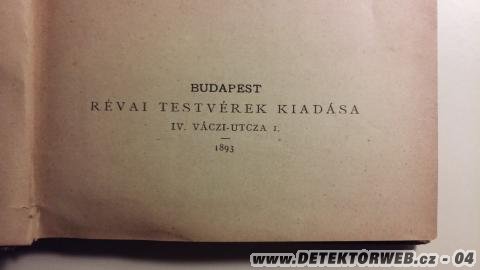 BUDAPEST
RÉVAI TESTVÉREK KIADÁSA
IV. VÁCZI-UTCZA 1.
1893
www.DETEKTORWEB.cz - 04